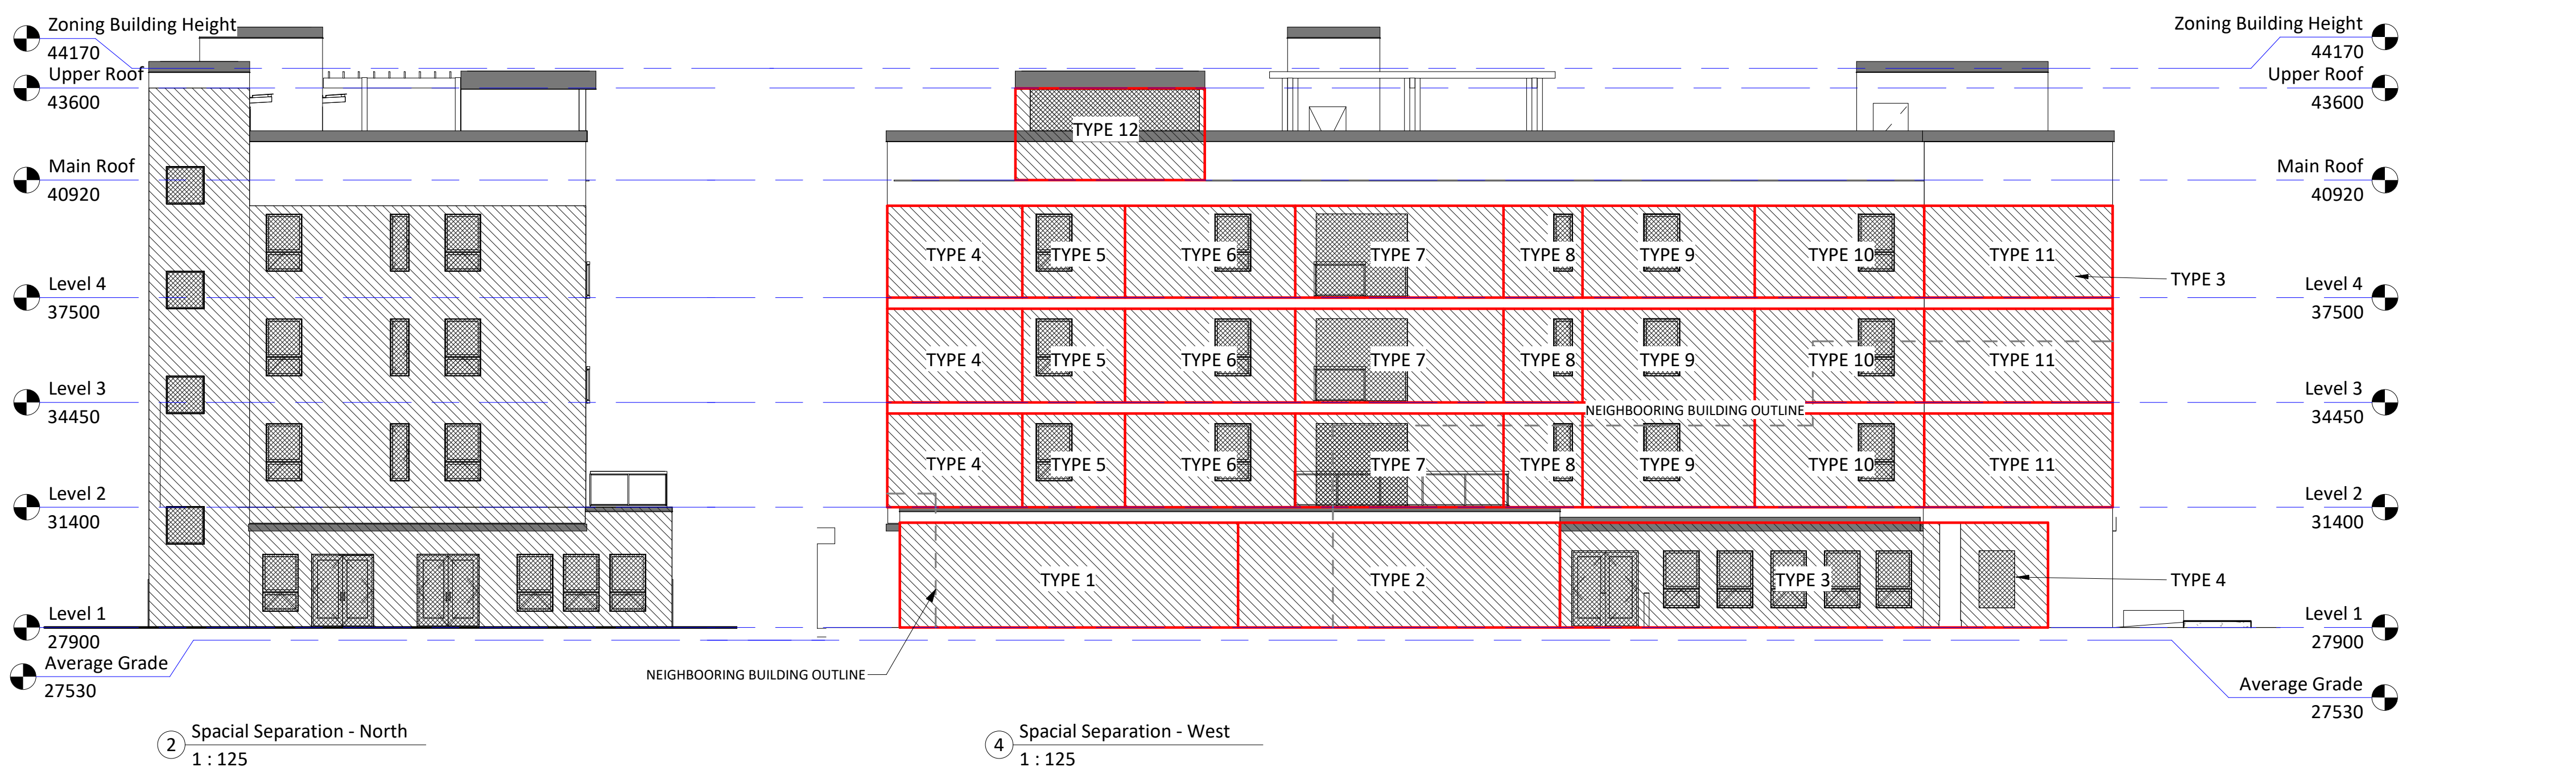 Zoning Building Height
44170
Upper Roof
43600
Main Roof
40920
Level 4
37500
Level 3
34450
Level 2
31400
Level 1
27900
Average Grade
27530
2
Spacial Separation - North
1 : 125
TYPE 12
TYPE 4
TYPE 5
TYPE 6
TYPE 7
TYPE 8
TYPE 9
TYPE 10
TYPE 11
TYPE 3
TYPE 4
TYPE 5
TYPE 6
TYPE 7
TYPE 8
TYPE 9
TYPE 10
TYPE 11
NEIGHBOORING BUILDING OUTLINE
TYPE 4
TYPE 5
TYPE 6
TYPE 7
TYPE 8
TYPE 9
TYPE 10
TYPE 11
TYPE 1
TYPE 2
TYPE 3
TYPE 4
NEIGHBOORING BUILDING OUTLINE
4
Spacial Separation - West
1 : 125
Zoning Building Height
44170
Upper Roof
43600
Main Roof
40920
Level 4
37500
Level 3
34450
Level 2
31400
Level 1
27900
Average Grade
27530